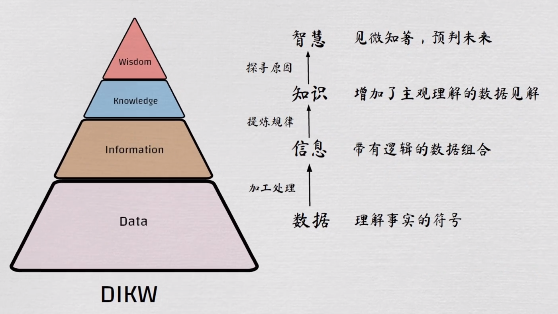 Wisdom
Knowledge
Information
Data
DIKW
智慧 见微知著，预判未来
探寻原因
知识 增加了主观理解的数据见解
提炼规律
信息 带有逻辑的数据组合
加工处理
数据 理解事实的符号